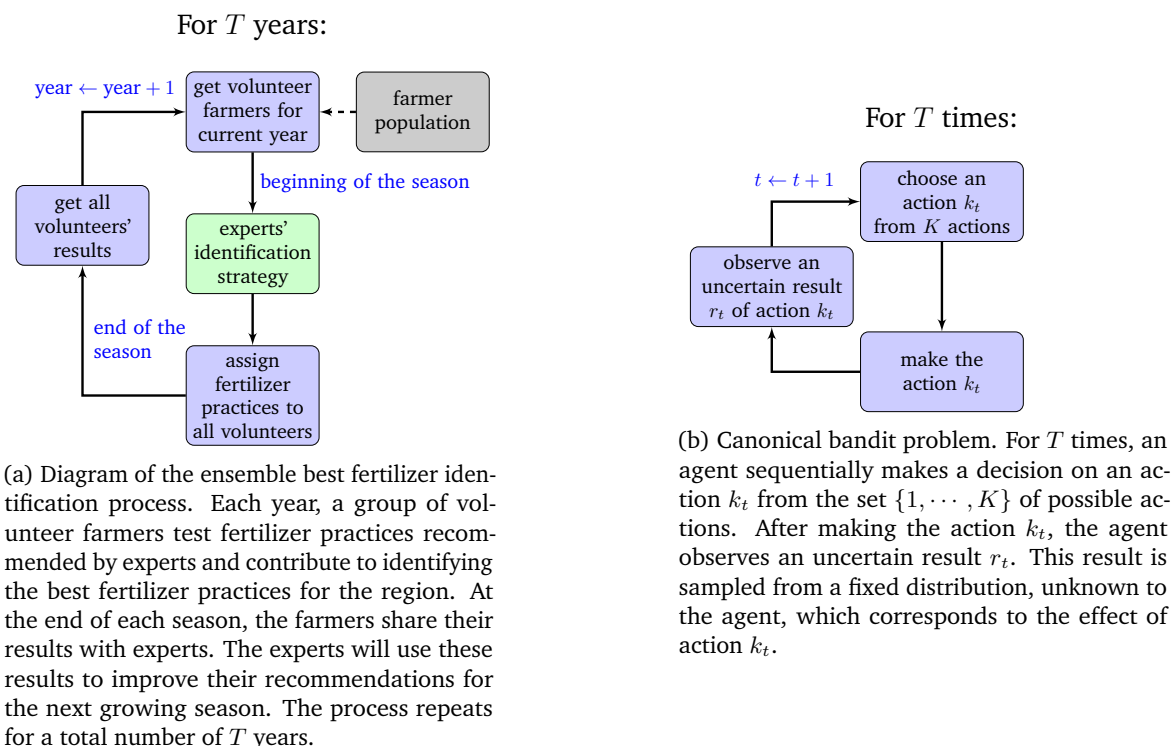 For T years:
year ← year + 1
get volunteer
farmers for
current year
farmer
population
beginning of the season
get all
volunteers'
results
experts'
identification
strategy
end of the
season
assign
fertilizer
practices to
all volunteers
(a) Diagram of the ensemble best fertilizer iden-
tification process. Each year, a group of vol-
unteer farmers test fertilizer practices recom-
mended by experts and contribute to identifying
the best fertilizer practices for the region. At
the end of each season, the farmers share their
results with experts. The experts will use these
results to improve their recommendations for
the next growing season. The process repeats
for a total number of T years.
For T times:
t ← t + 1
choose an
action kₜ
from K actions
observe an
uncertain result
rₜ of action kₜ
make the
action kₜ
(b) Canonical bandit problem. For T times, an
agent sequentially makes a decision on an ac-
tion kₜ from the set {1, ⋯ , K} of possible ac-
tions. After making the action kₜ, the agent
observes an uncertain result rₜ. This result is
sampled from a fixed distribution, unknown to
the agent, which corresponds to the effect of
action kₜ.